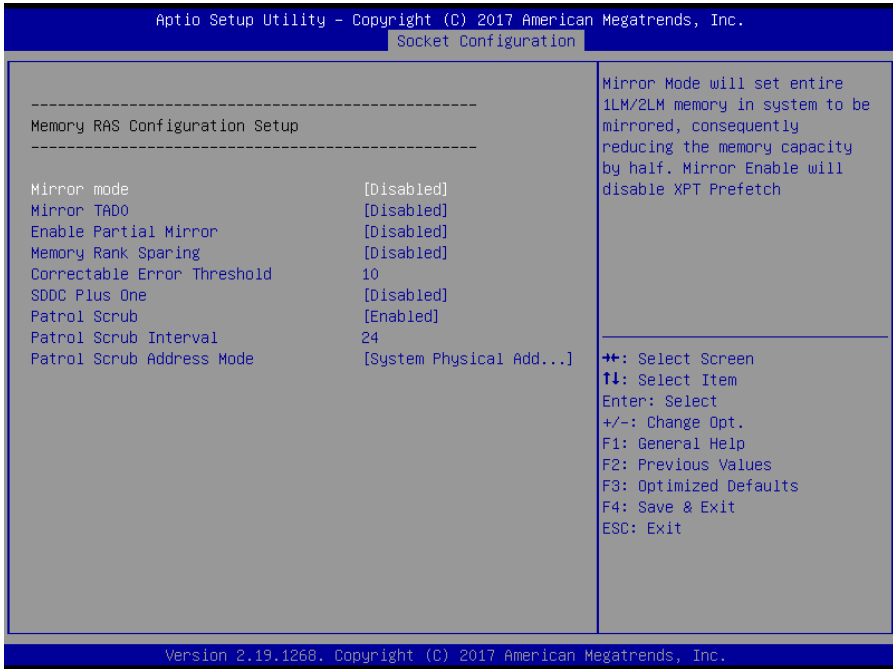 Aptio Setup Utility – Copyright (C) 2017 American Megatrends, Inc.
Socket Configuration
--------------------------------------------------
Memory RAS Configuration Setup
--------------------------------------------------
Mirror mode [Disabled]
Mirror TAD0 [Disabled]
Enable Partial Mirror [Disabled]
Memory Rank Sparing [Disabled]
Correctable Error Threshold 10
SDDC Plus One [Disabled]
Patrol Scrub [Enabled]
Patrol Scrub Interval 24
Patrol Scrub Address Mode [System Physical Add...]
Mirror Mode will set entire
1LM/2LM memory in system to be
mirrored, consequently
reducing the memory capacity
by half. Mirror Enable will
disable XPT Prefetch
→←: Select Screen
↑↓: Select Item
Enter: Select
+/-: Change Opt.
F1: General Help
F2: Previous Values
F3: Optimized Defaults
F4: Save & Exit
ESC: Exit
Version 2.19.1268. Copyright (C) 2017 American Megatrends, Inc.